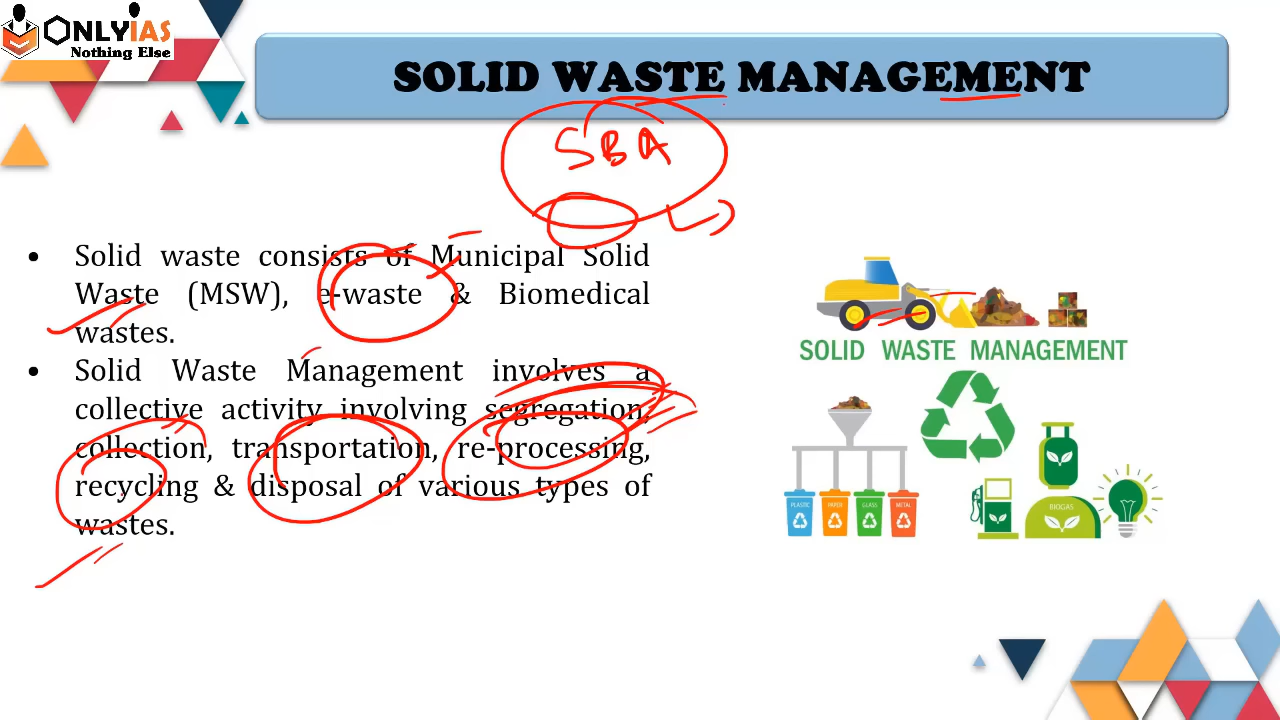 ONLYIAS
Nothing Else
SOLID WASTE MANAGEMENT
SBA
• Solid waste consists of Municipal Solid
Waste (MSW), e-waste & Biomedical
wastes.
• Solid Waste Management involves a
collective activity involving segregation,
collection, transportation, re-processing,
recycling & disposal of various types of
wastes.
SOLID WASTE MANAGEMENT
PLASTIC PAPER GLASS METAL
BIOGAS